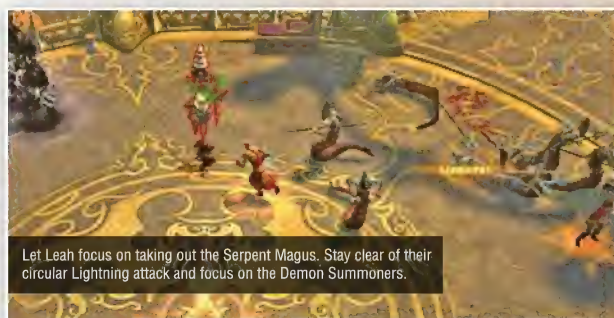 Let Leah focus on taking out the Serpent Magus. Stay clear of their
circular Lightning attack and focus on the Demon Summoners.